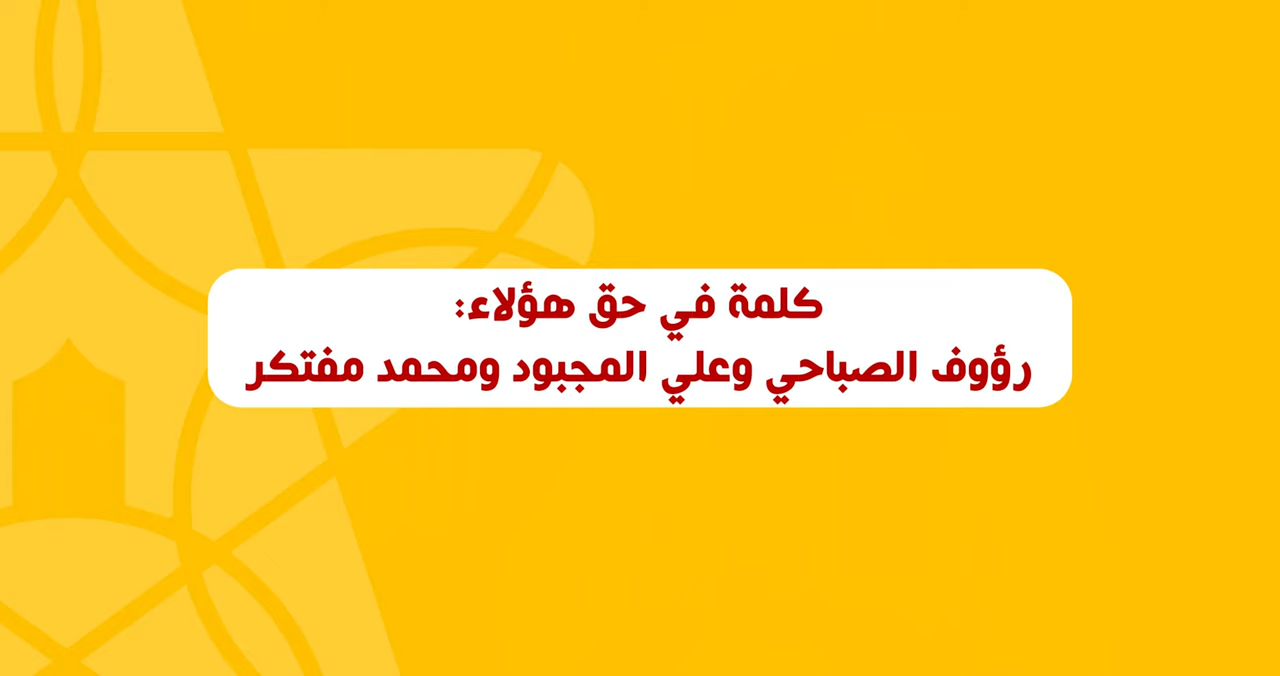 كلمة في حق هؤلاء:
رؤوف الصباحي وعلي المجبود ومحمد مفتكر